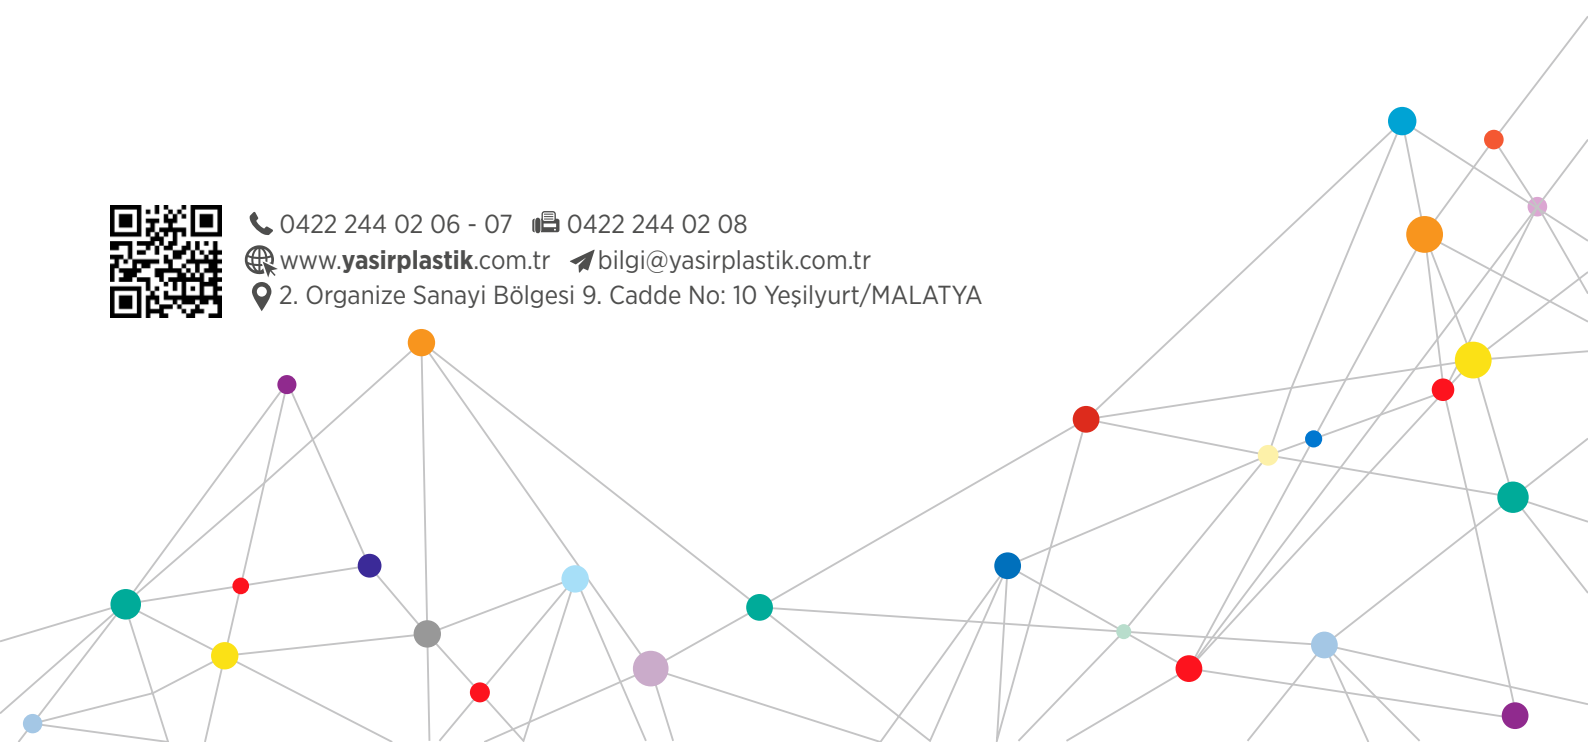 0422 244 02 06 - 07 0422 244 02 08
www.yasirplastik.com.tr bilgi@yasirplastik.com.tr
2. Organize Sanayi Bölgesi 9. Cadde No: 10 Yeşilyurt/MALATYA